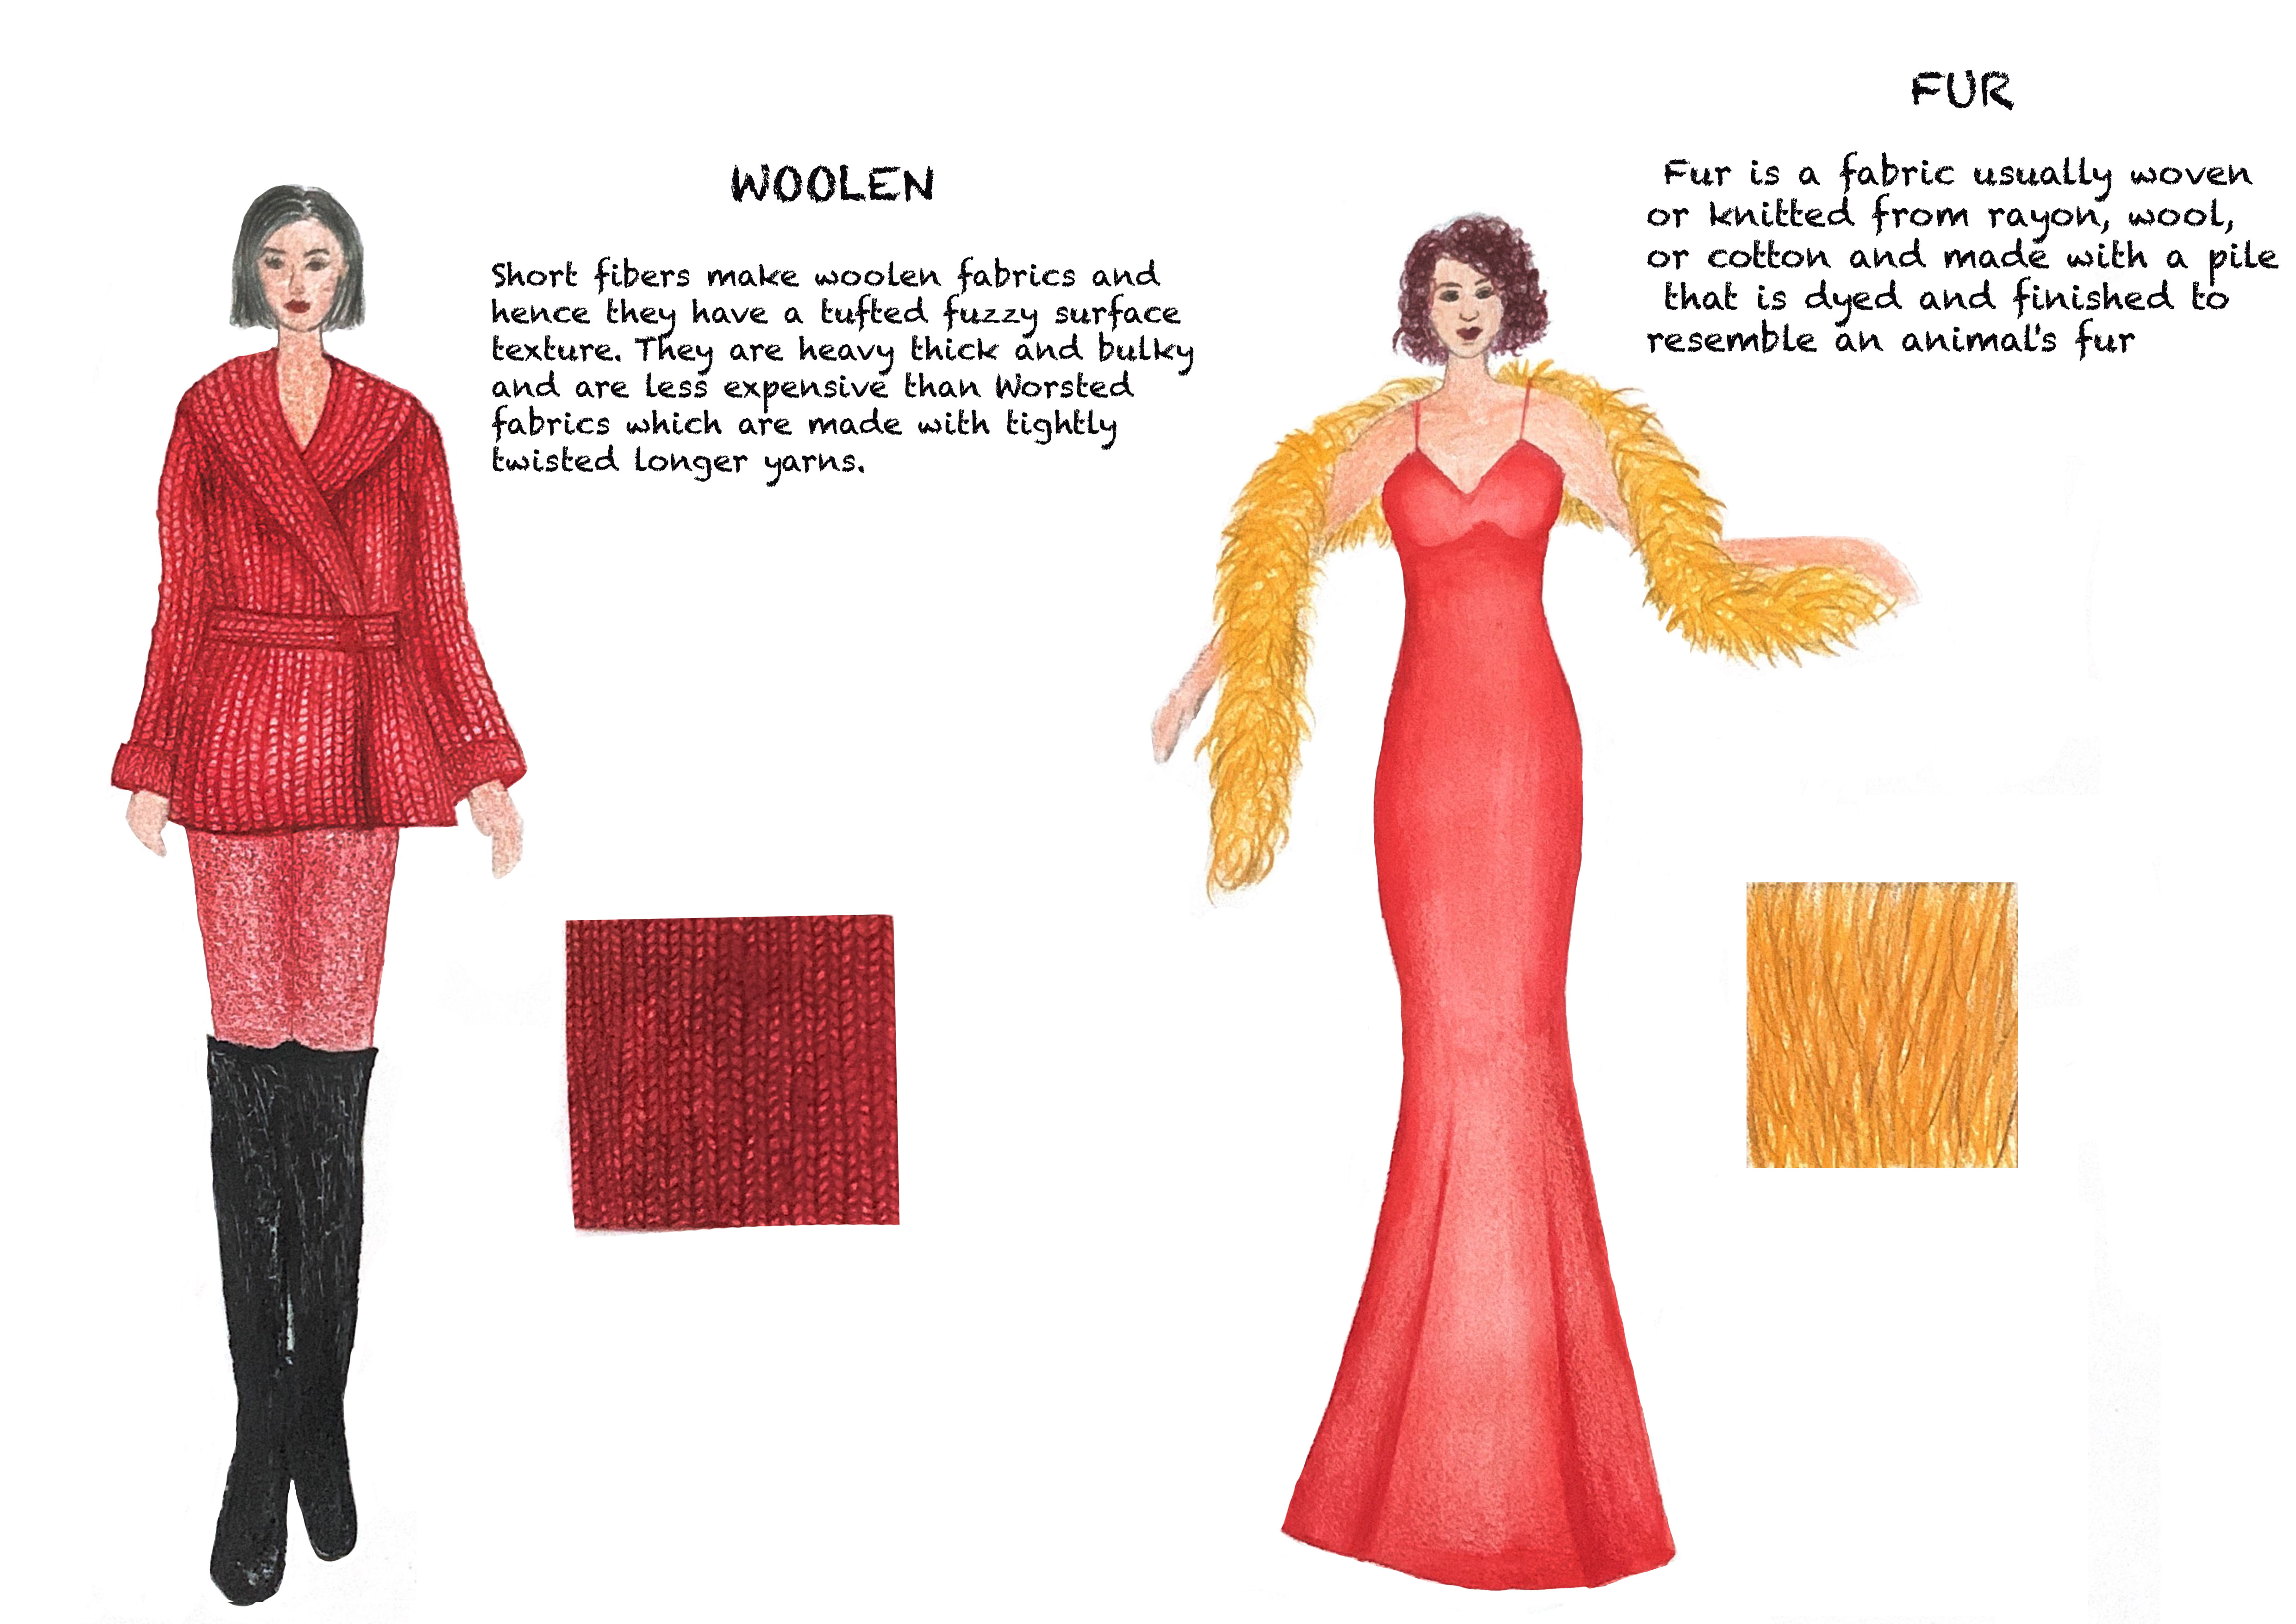 WOOLEN
Short fibers make woolen fabrics and
hence they have a tufted fuzzy surface
texture. They are heavy thick and bulky
and are less expensive than Worsted
fabrics which are made with tightly
twisted longer yarns.
FUR
Fur is a fabric usually woven
or knitted from rayon, wool,
or cotton and made with a pile
that is dyed and finished to
resemble an animal's fur